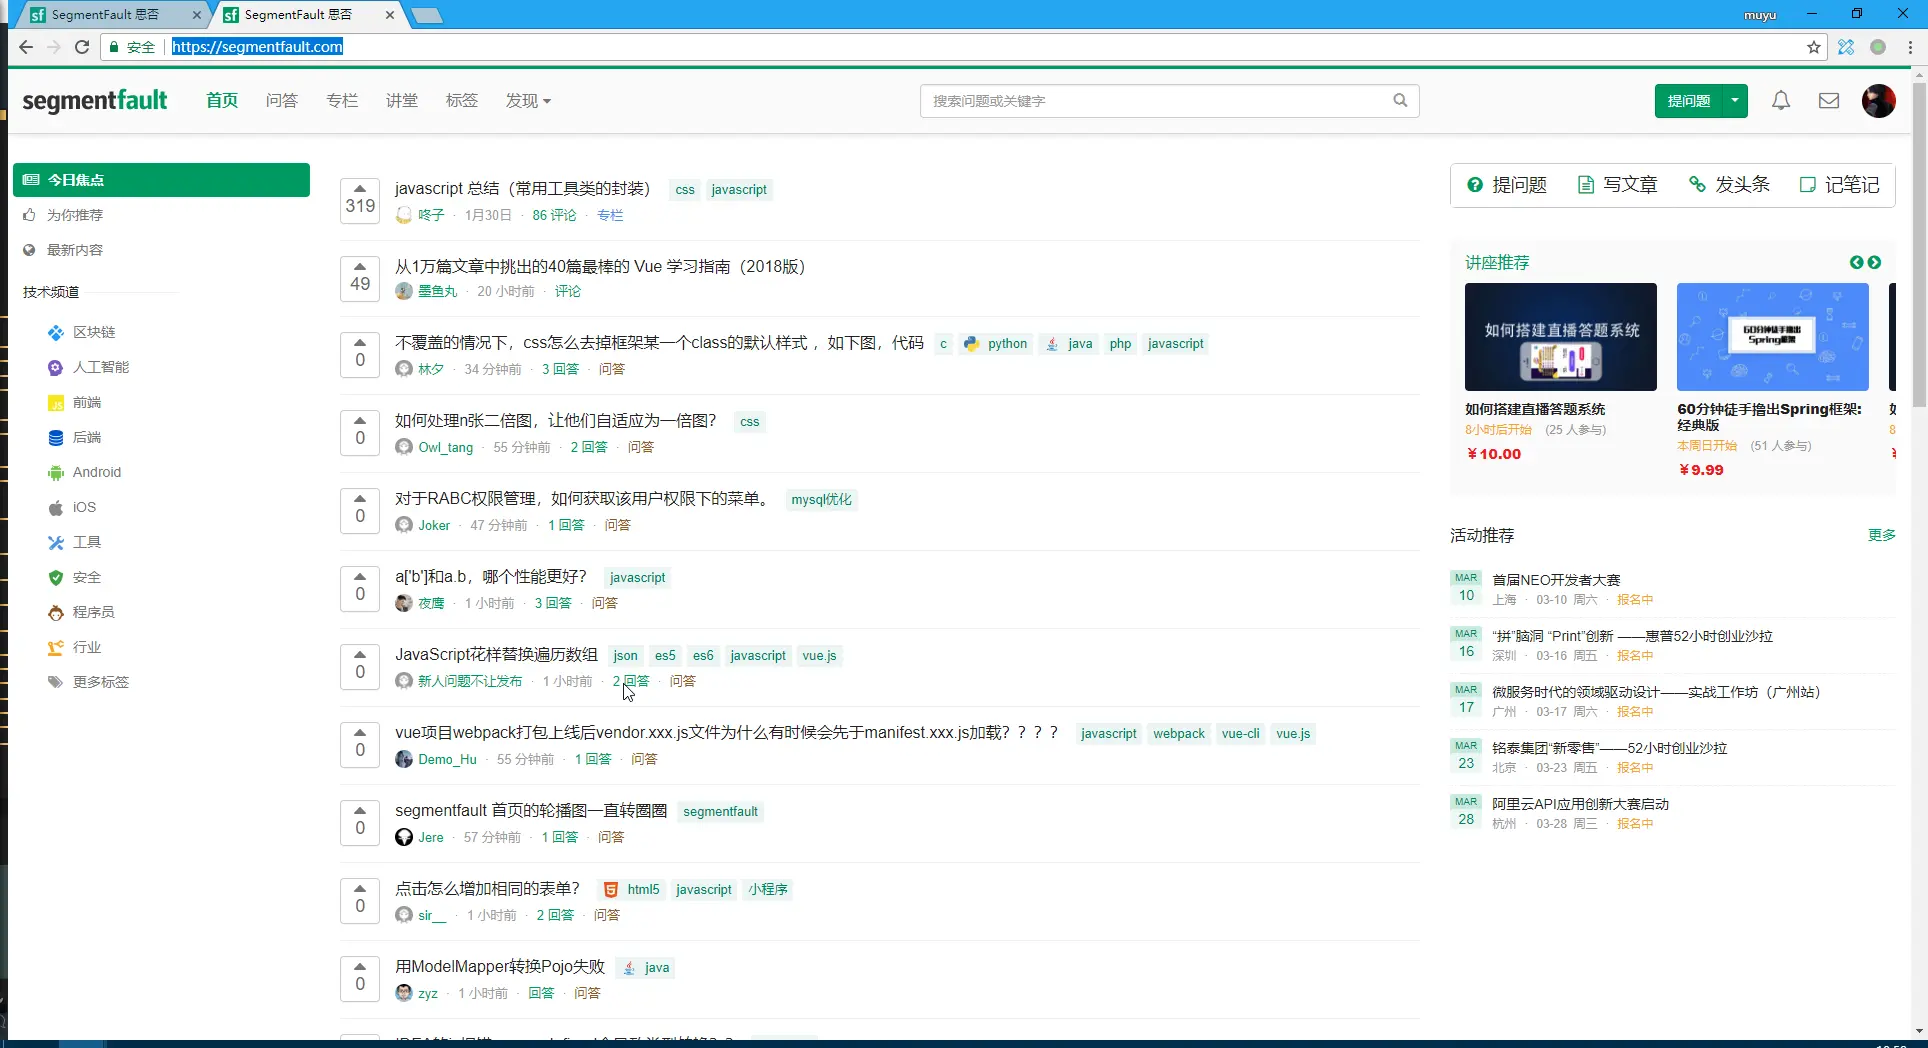 SegmentFault 思否
SegmentFault 思否
muyu
安全 https://segmentfault.com
segmentfault 首页 问答 专栏 讲堂 标签 发现 搜索问题或关键字 提问题
今日焦点
为你推荐
最新内容
技术频道
区块链
人工智能
前端
后端
Android
iOS
工具
安全
程序员
行业
更多标签
319
javascript 总结（常用工具类的封装） css javascript
咚子 · 1月30日 · 86 评论 · 专栏
49
从1万篇文章中挑出的40篇最棒的 Vue 学习指南（2018版）
墨鱼丸 · 20 小时前 · 评论
0
不覆盖的情况下，css怎么去掉框架某一个class的默认样式 ，如下图，代码 c python java php javascript
林夕 · 34 分钟前 · 3 回答 · 问答
0
如何处理n张二倍图，让他们自适应为一倍图？ css
Owl_tang · 55 分钟前 · 2 回答 · 问答
0
对于RABC权限管理，如何获取该用户权限下的菜单。 mysql优化
Joker · 47 分钟前 · 1 回答 · 问答
0
a['b']和a.b，哪个性能更好？ javascript
夜鹰 · 1 小时前 · 3 回答 · 问答
0
JavaScript花样替换遍历数组 json es5 es6 javascript vue.js
新人问题不让发布 · 1 小时前 · 2 回答 · 问答
0
vue项目webpack打包上线后vendor.xxx.js文件为什么有时候会先于manifest.xxx.js加载？？？？ javascript webpack vue-cli vue.js
Demo_Hu · 55 分钟前 · 1 回答 · 问答
0
segmentfault 首页的轮播图一直转圈圈 segmentfault
Jere · 57 分钟前 · 1 回答 · 问答
0
点击怎么增加相同的表单？ html5 javascript 小程序
sir__ · 1 小时前 · 2 回答 · 问答
0
用ModelMapper转换Pojo失败 java
zyz · 1 小时前 · 回答 · 问答
提问题 写文章 发头条 记笔记
讲座推荐
如何搭建直播答题系统
60分钟徒手撸出
Spring框架
如何搭建直播答题系统
8小时后开始 (25 人参与)
￥10.00
60分钟徒手撸出Spring框架:
经典版
本周日开始 (51 人参与)
￥9.99
活动推荐 更多
MAR
10
首届NEO开发者大赛
上海 · 03-10 周六 · 报名中
MAR
16
“拼”脑洞 “Print”创新 ——惠普52小时创业沙拉
深圳 · 03-16 周五 · 报名中
MAR
17
微服务时代的领域驱动设计——实战工作坊（广州站）
广州 · 03-17 周六 · 报名中
MAR
23
铭泰集团“新零售”——52小时创业沙拉
北京 · 03-23 周五 · 报名中
MAR
28
阿里云API应用创新大赛启动
杭州 · 03-28 周三 · 报名中